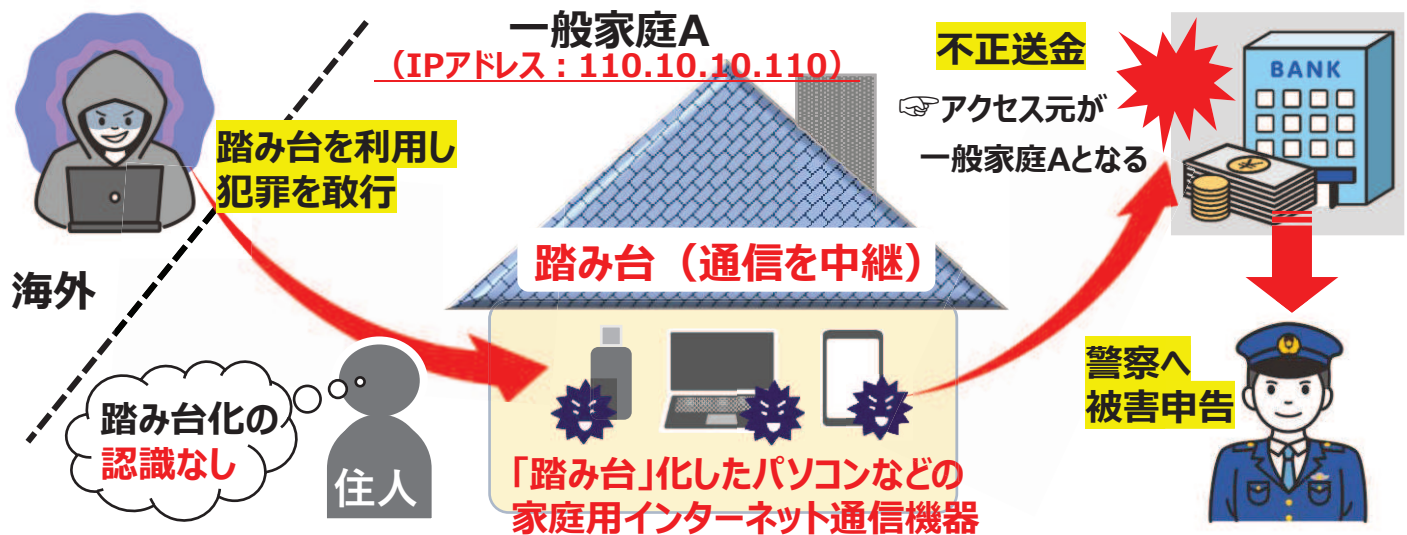 一般家庭A
（IPアドレス：110.10.10.110）
不正送金
☞アクセス元が
一般家庭Aとなる
BANK
踏み台を利用し
犯罪を敢行
海外
踏み台（通信を中継）
踏み台化の
認識なし
住人
「踏み台」化したパソコンなどの
家庭用インターネット通信機器
警察へ
被害申告